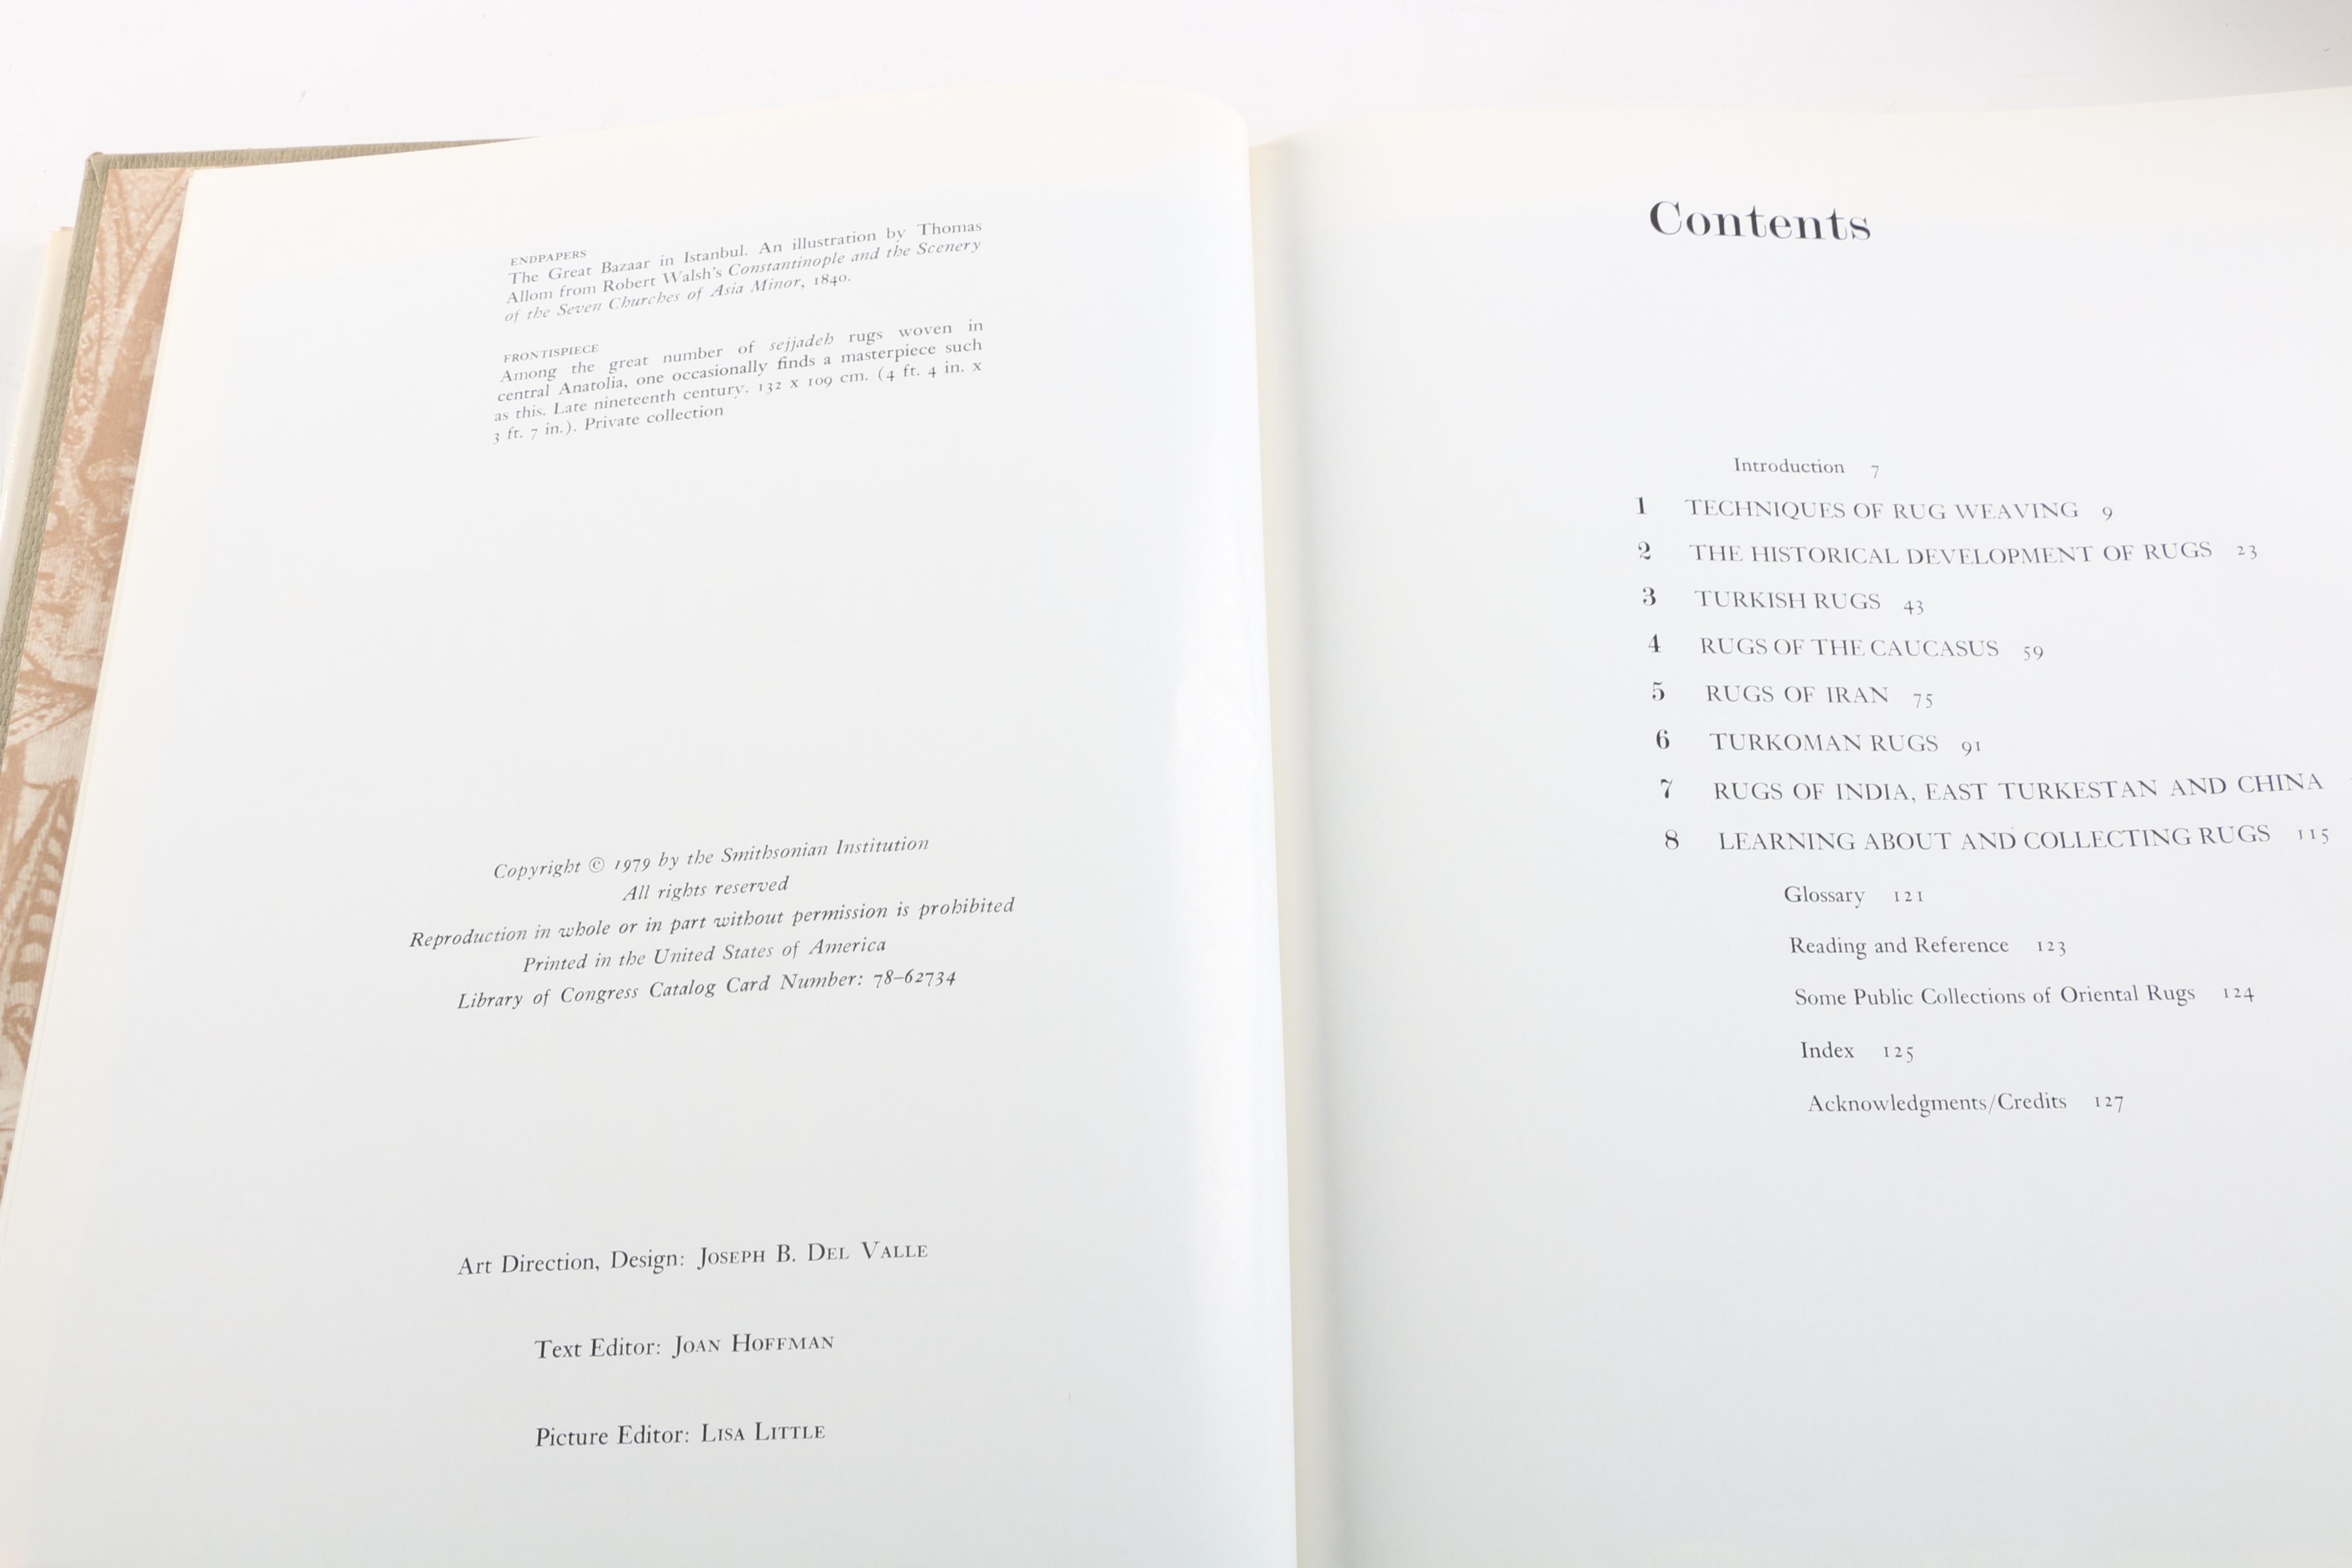 ENDPAPERS
The Great Bazaar in Istanbul. An illustration by Thomas
Allom from Robert Walsh's Constantinople and the Scenery
of the Seven Churches of Asia Minor, 1840.
FRONTISPIECE
Among the great number of sejjadeh rugs woven in
central Anatolia, one occasionally finds a masterpiece such
as this. Late nineteenth century. 132 x 109 cm. (4 ft. 4 in. x
3 ft. 7 in.). Private collection
Copyright © 1979 by the Smithsonian Institution
All rights reserved
Reproduction in whole or in part without permission is prohibited
Printed in the United States of America
Library of Congress Catalog Card Number: 78–62734
Art Direction, Design: JOSEPH B. DEL VALLE
Text Editor: JOAN HOFFMAN
Picture Editor: LISA LITTLE
Contents
Introduction 7
1 TECHNIQUES OF RUG WEAVING 9
2 THE HISTORICAL DEVELOPMENT OF RUGS 23
3 TURKISH RUGS 43
4 RUGS OF THE CAUCASUS 59
5 RUGS OF IRAN 75
6 TURKOMAN RUGS 91
7 RUGS OF INDIA, EAST TURKESTAN AND CHINA
8 LEARNING ABOUT AND COLLECTING RUGS 115
Glossary 121
Reading and Reference 123
Some Public Collections of Oriental Rugs 124
Index 125
Acknowledgments/Credits 127